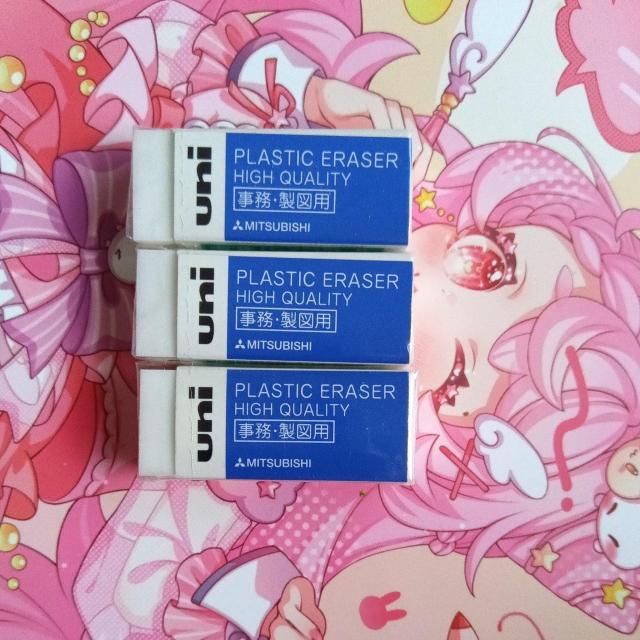 uni
PLASTIC ERASER
HIGH QUALITY
事務・製図用
MITSUBISHI
uni
PLASTIC ERASER
HIGH QUALITY
事務・製図用
MITSUBISHI
uni
PLASTIC ERASER
HIGH QUALITY
事務・製図用
MITSUBISHI